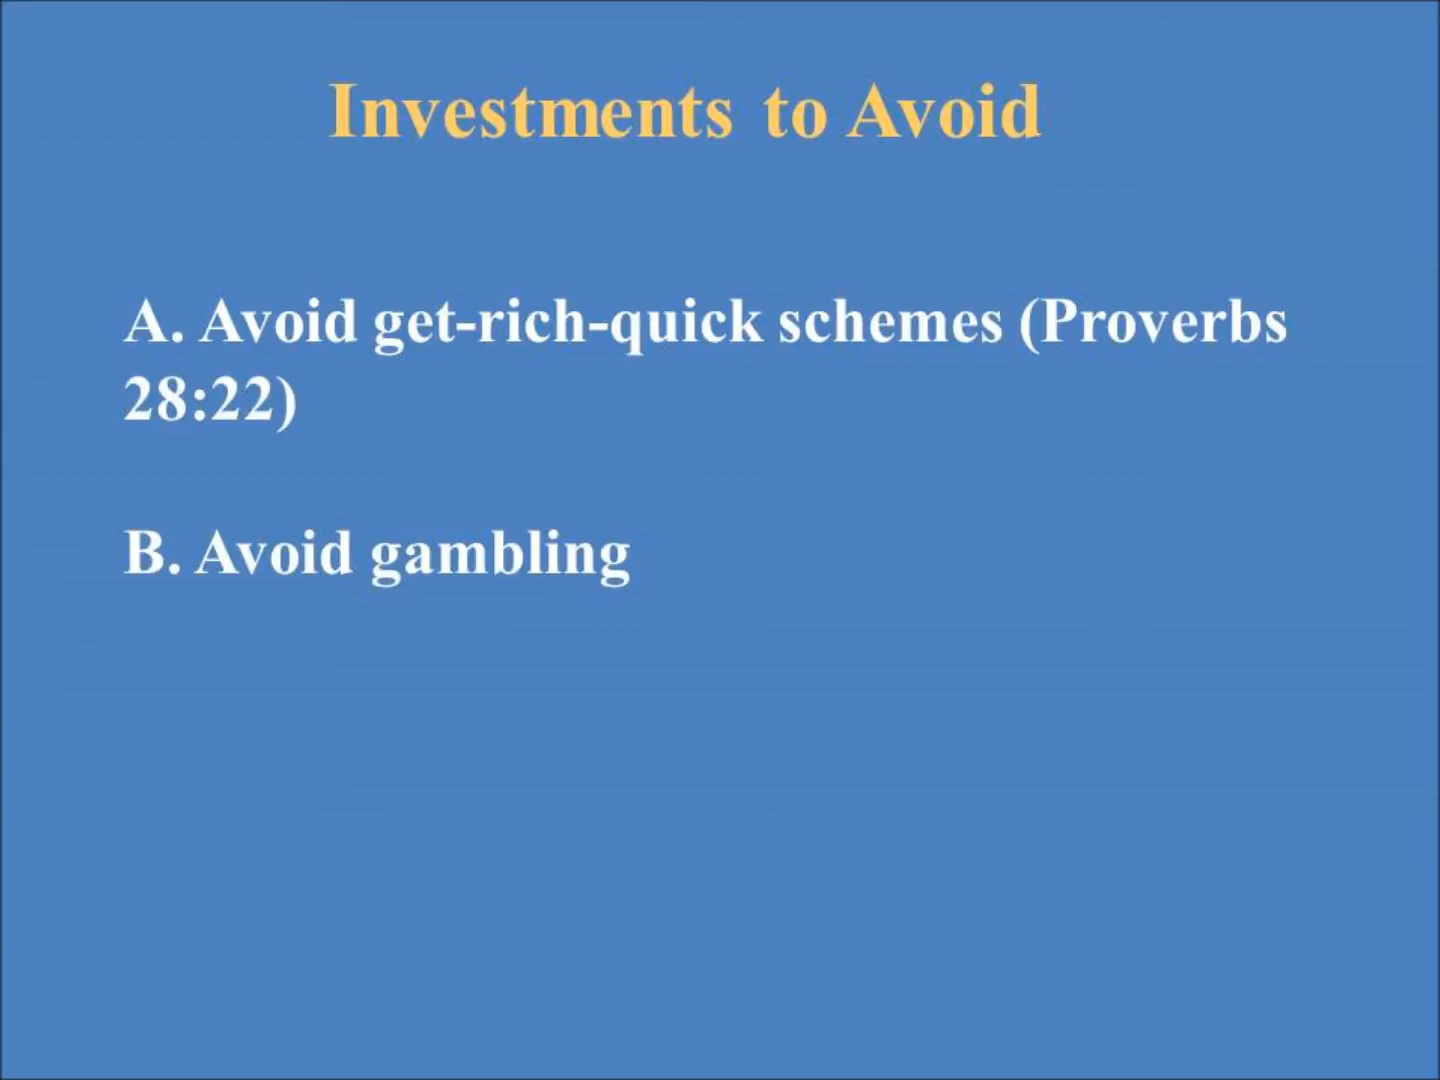 Investments to Avoid
A. Avoid get-rich-quick schemes (Proverbs
28:22)
B. Avoid gambling